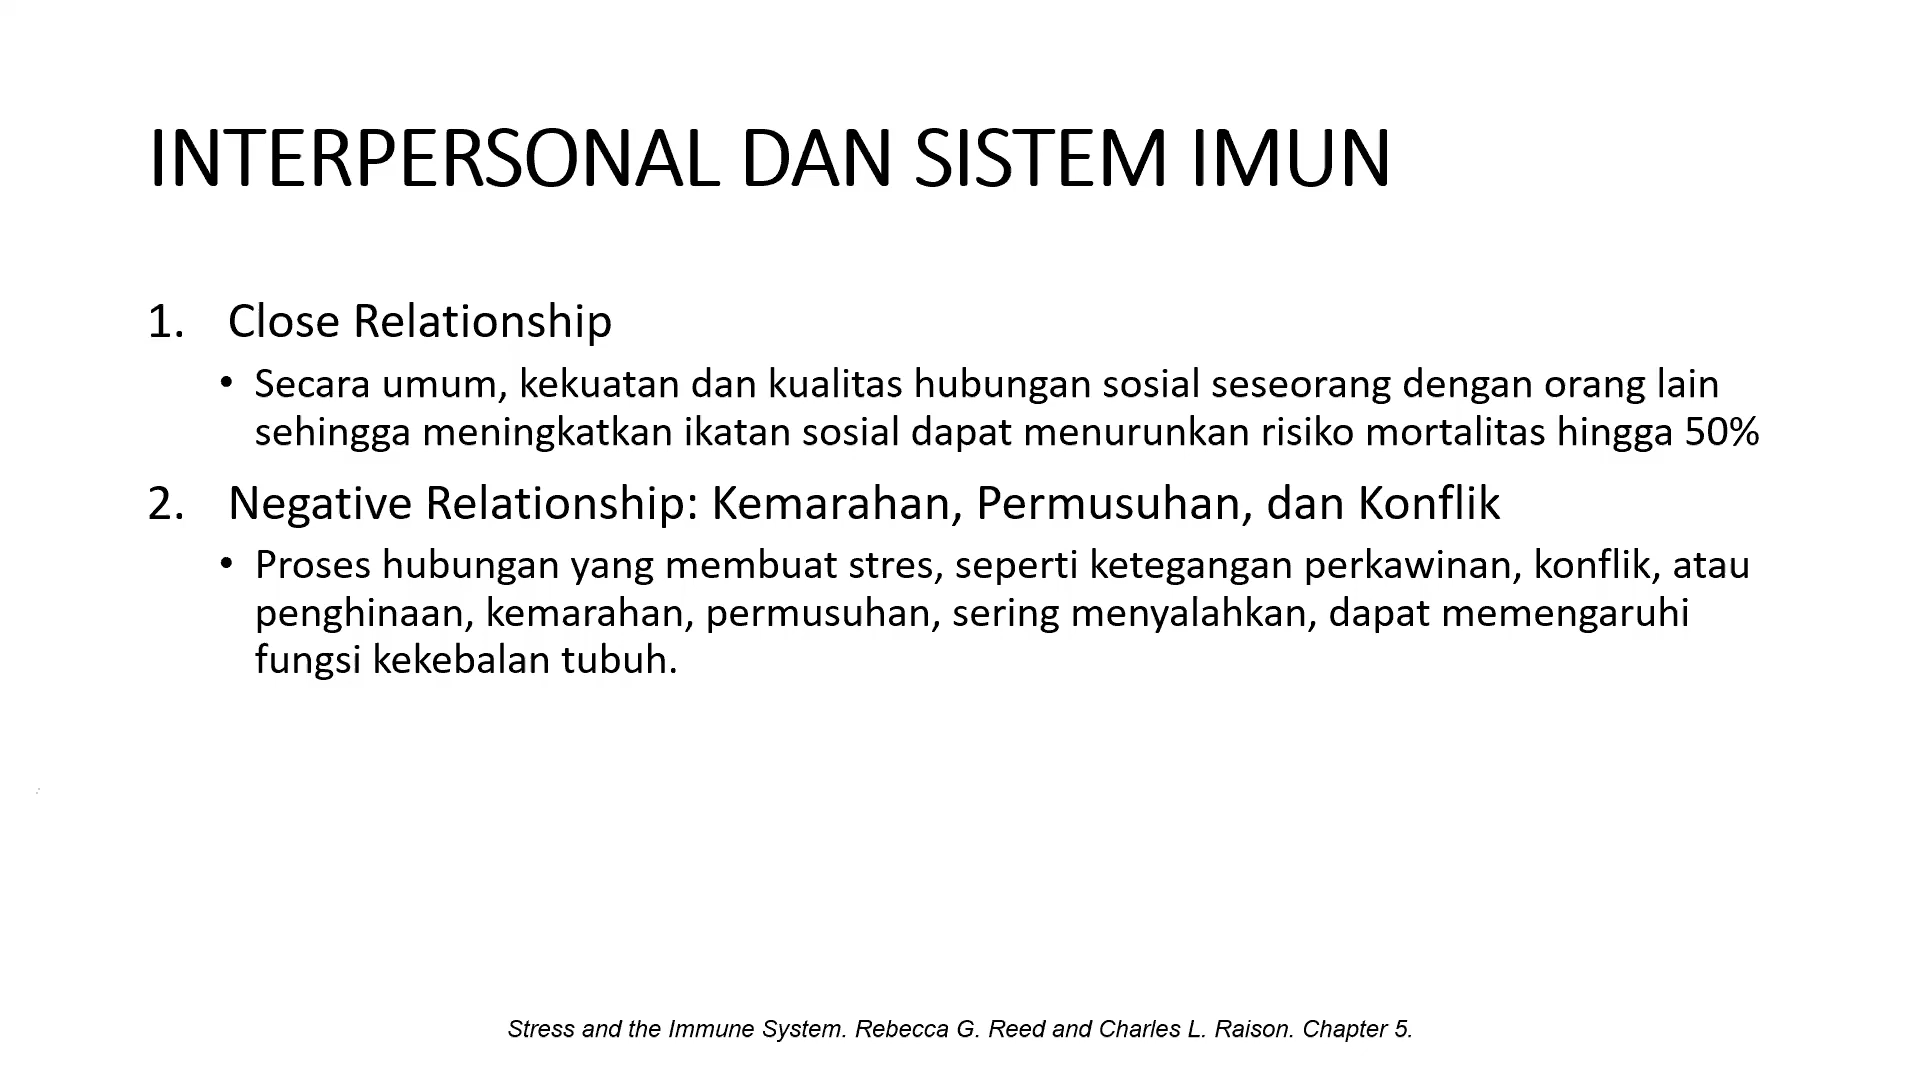 INTERPERSONAL DAN SISTEM IMUN
1. Close Relationship
• Secara umum, kekuatan dan kualitas hubungan sosial seseorang dengan orang lain
sehingga meningkatkan ikatan sosial dapat menurunkan risiko mortalitas hingga 50%
2. Negative Relationship: Kemarahan, Permusuhan, dan Konflik
• Proses hubungan yang membuat stres, seperti ketegangan perkawinan, konflik, atau
penghinaan, kemarahan, permusuhan, sering menyalahkan, dapat memengaruhi
fungsi kekebalan tubuh.
Stress and the Immune System. Rebecca G. Reed and Charles L. Raison. Chapter 5.